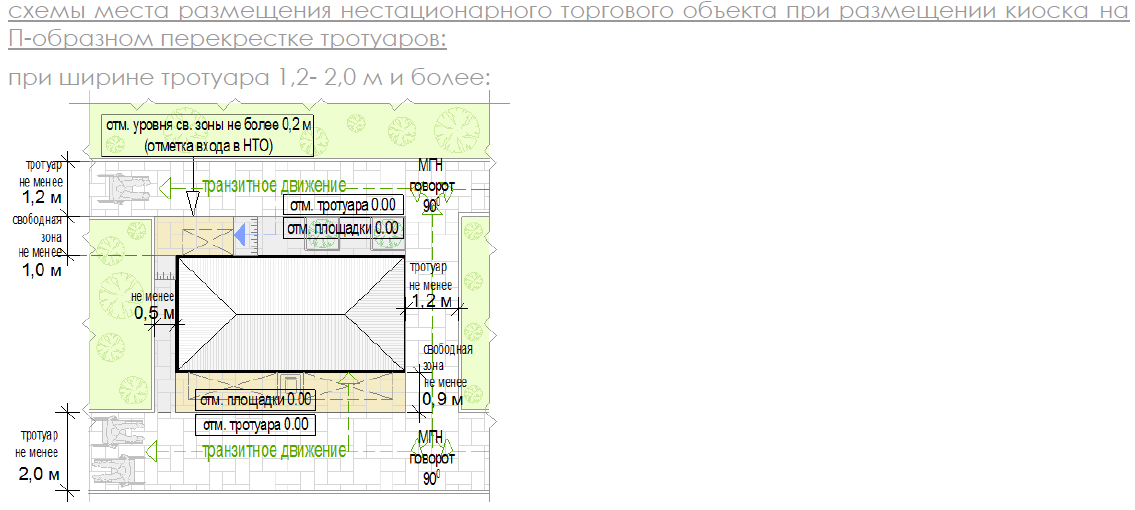 схемы места размещения нестационарного торгового объекта при размещении киоска на
П-образном перекрестке тротуаров:
при ширине тротуара 1,2- 2,0 м и более:
отм. уровня св. зоны не более 0,2 м
(отметка входа в НТО)
тротуар
не менее
1,2 м
транзитное движение
МГН
говорот
90⁰
отм. тротуара 0.00
отм. площадки 0.00
свободная
зона
не менее
1,0 м
тротуар
не менее
1,2 м
не менее
0,5 м
свободная
зона
не менее
0,9 м
отм. площадки 0.00
отм. тротуара 0.00
тротуар
не менее
2,0 м
транзитное движение
МГН
говорот
90⁰